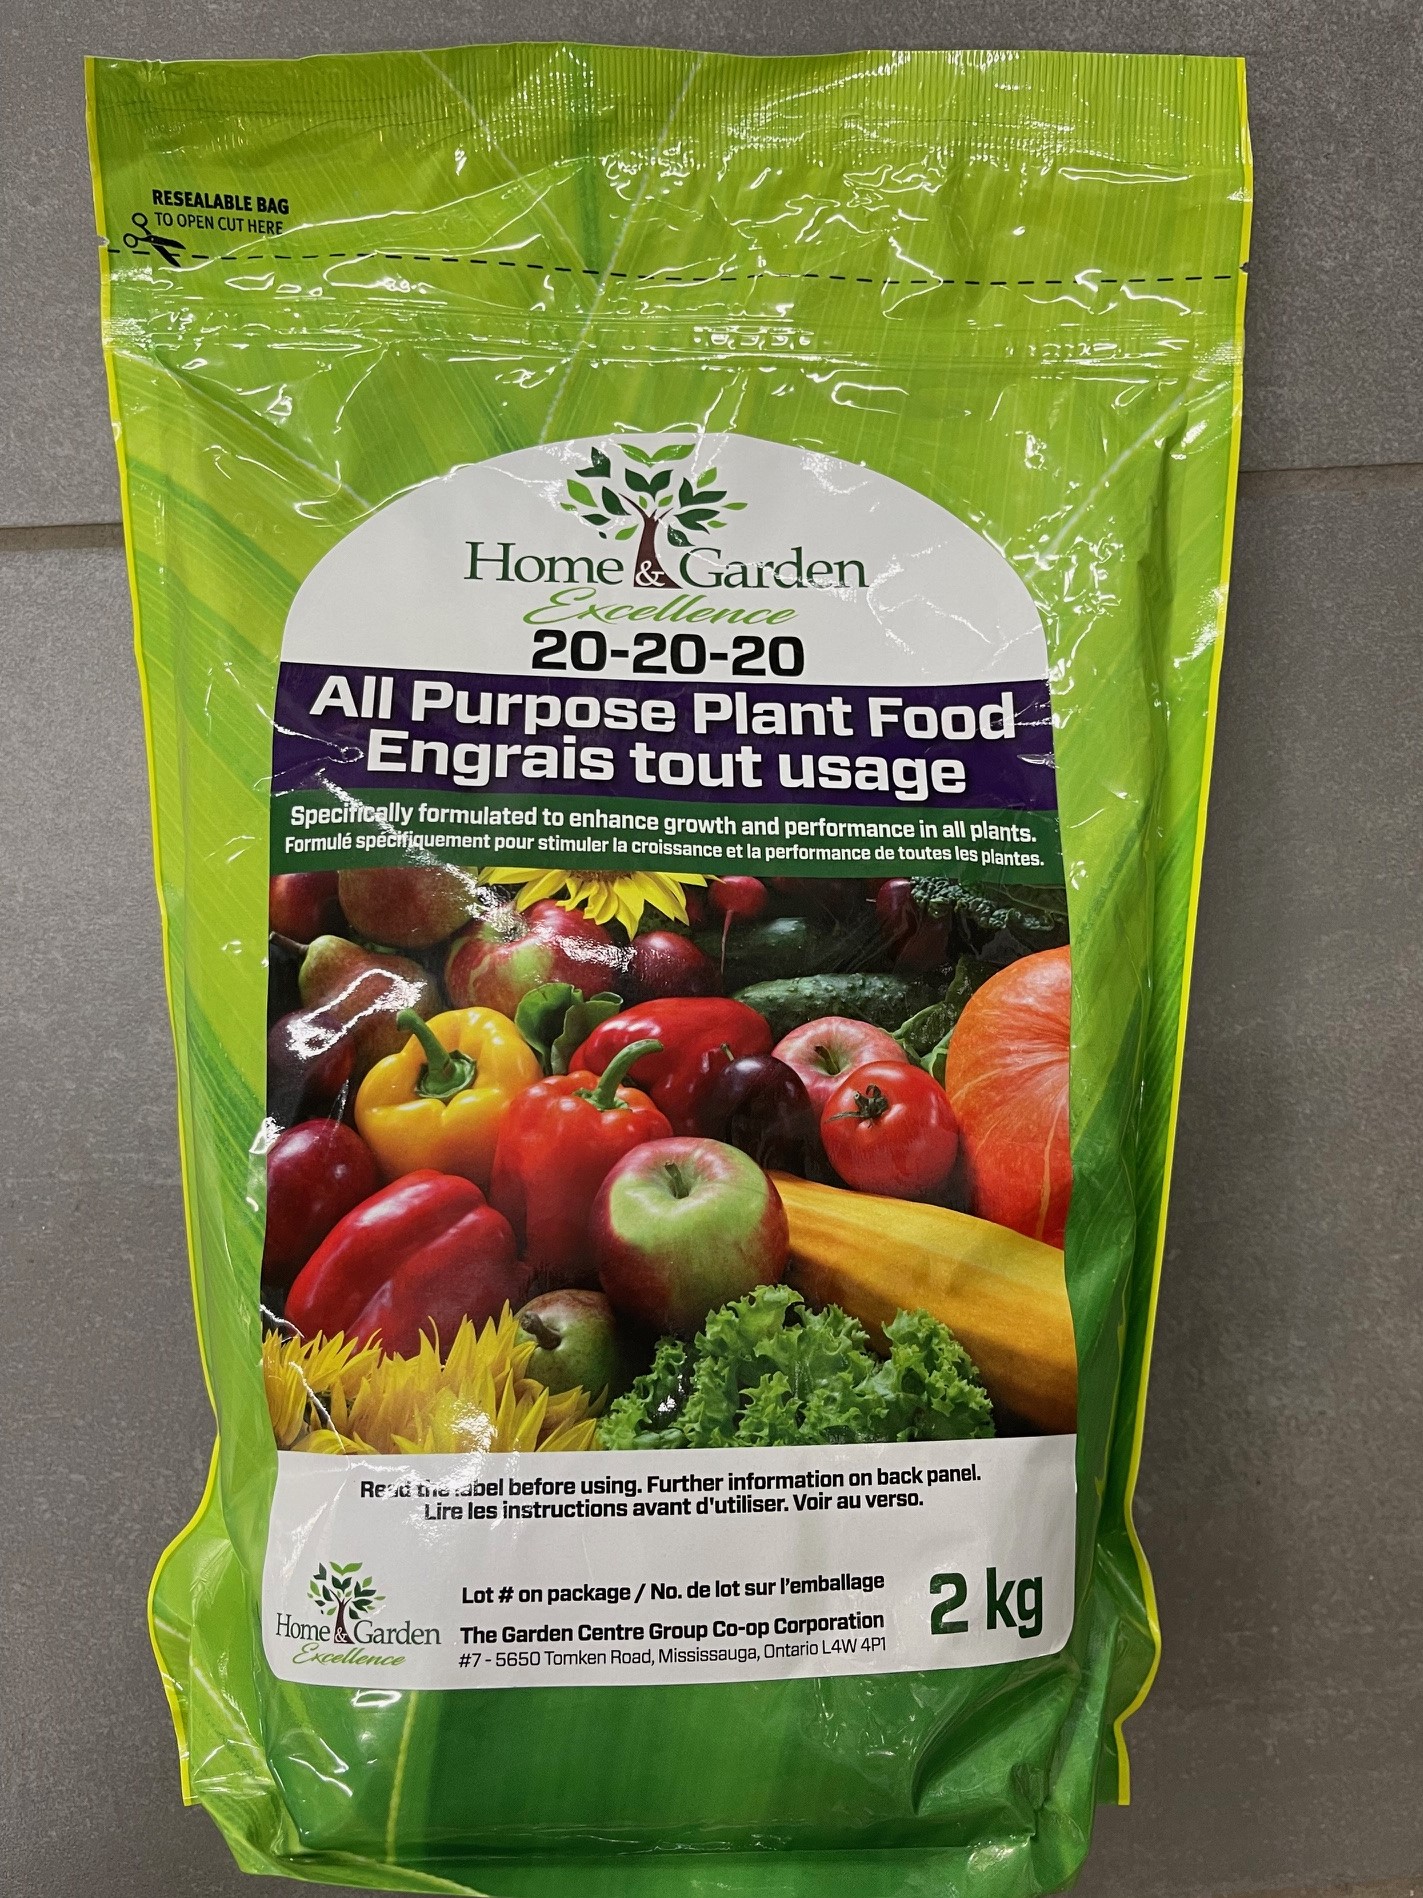 RESEALABLE BAG
TO OPEN CUT HERE
Home & Garden
Excellence
20-20-20
All Purpose Plant Food
Engrais tout usage
Specifically formulated to enhance growth and performance in all plants.
Formulé spécifiquement pour stimuler la croissance et la performance de toutes les plantes.
Read the label before using. Further information on back panel.
Lire les instructions avant d'utiliser. Voir au verso.
Lot # on package / No. de lot sur l'emballage
2 kg
Home & Garden
Excellence
The Garden Centre Group Co-op Corporation
#7 - 5650 Tomken Road, Mississauga, Ontario L4W 4P1